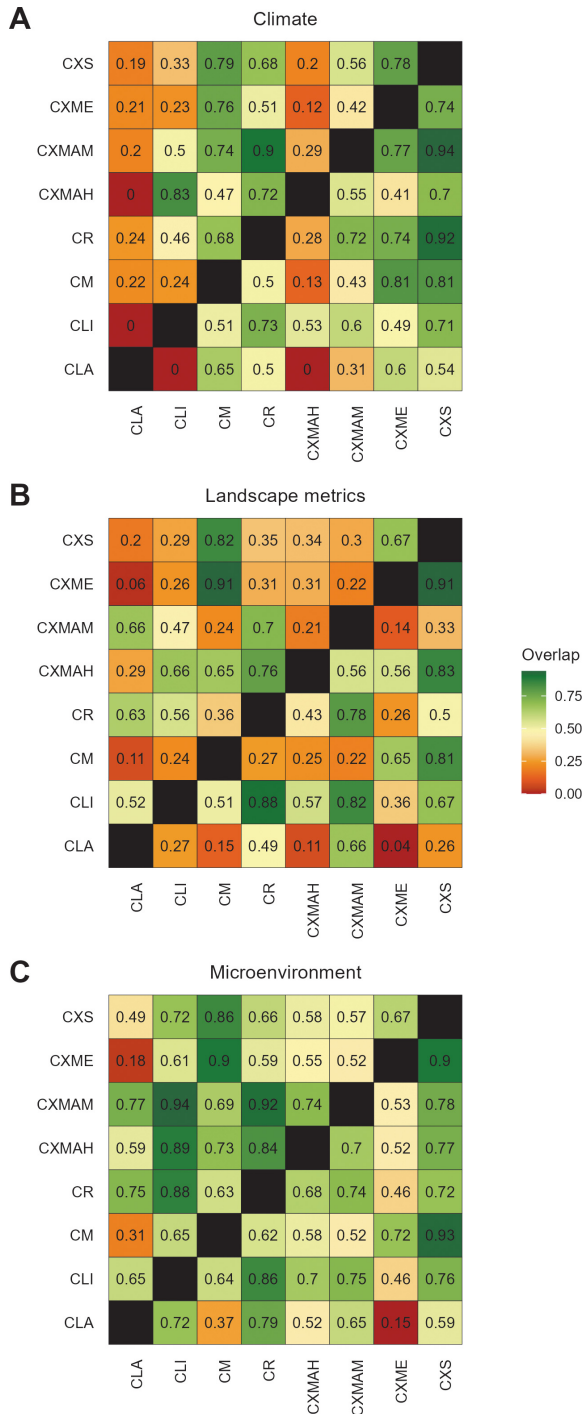 A
Climate
CXS 0.19 0.33 0.79 0.68 0.2 0.56 0.78
CXME 0.21 0.23 0.76 0.51 0.12 0.42 0.74
CXMAM 0.2 0.5 0.74 0.9 0.29 0.77 0.94
CXMAH 0 0.83 0.47 0.72 0.55 0.41 0.7
CR 0.24 0.46 0.68 0.28 0.72 0.74 0.92
CM 0.22 0.24 0.5 0.13 0.43 0.81 0.81
CLI 0 0.51 0.73 0.53 0.6 0.49 0.71
CLA 0 0.65 0.5 0 0.31 0.6 0.54
CLA CLI CM CR CXMAH CXMAM CXME CXS
B
Landscape metrics
CXS 0.2 0.29 0.82 0.35 0.34 0.3 0.67
CXME 0.06 0.26 0.91 0.31 0.31 0.22 0.91
CXMAM 0.66 0.47 0.24 0.7 0.21 0.14 0.33
CXMAH 0.29 0.66 0.65 0.76 0.56 0.56 0.83
CR 0.63 0.56 0.36 0.43 0.78 0.26 0.5
CM 0.11 0.24 0.27 0.25 0.22 0.65 0.81
CLI 0.52 0.51 0.88 0.57 0.82 0.36 0.67
CLA 0.27 0.15 0.49 0.11 0.66 0.04 0.26
CLA CLI CM CR CXMAH CXMAM CXME CXS
Overlap
0.75
0.50
0.25
0.00
C
Microenvironment
CXS 0.49 0.72 0.86 0.66 0.58 0.57 0.67
CXME 0.18 0.61 0.9 0.59 0.55 0.52 0.9
CXMAM 0.77 0.94 0.69 0.92 0.74 0.53 0.78
CXMAH 0.59 0.89 0.73 0.84 0.7 0.52 0.77
CR 0.75 0.88 0.63 0.68 0.74 0.46 0.72
CM 0.31 0.65 0.62 0.58 0.52 0.72 0.93
CLI 0.65 0.64 0.86 0.7 0.75 0.46 0.76
CLA 0.72 0.37 0.79 0.52 0.65 0.15 0.59
CLA CLI CM CR CXMAH CXMAM CXME CXS